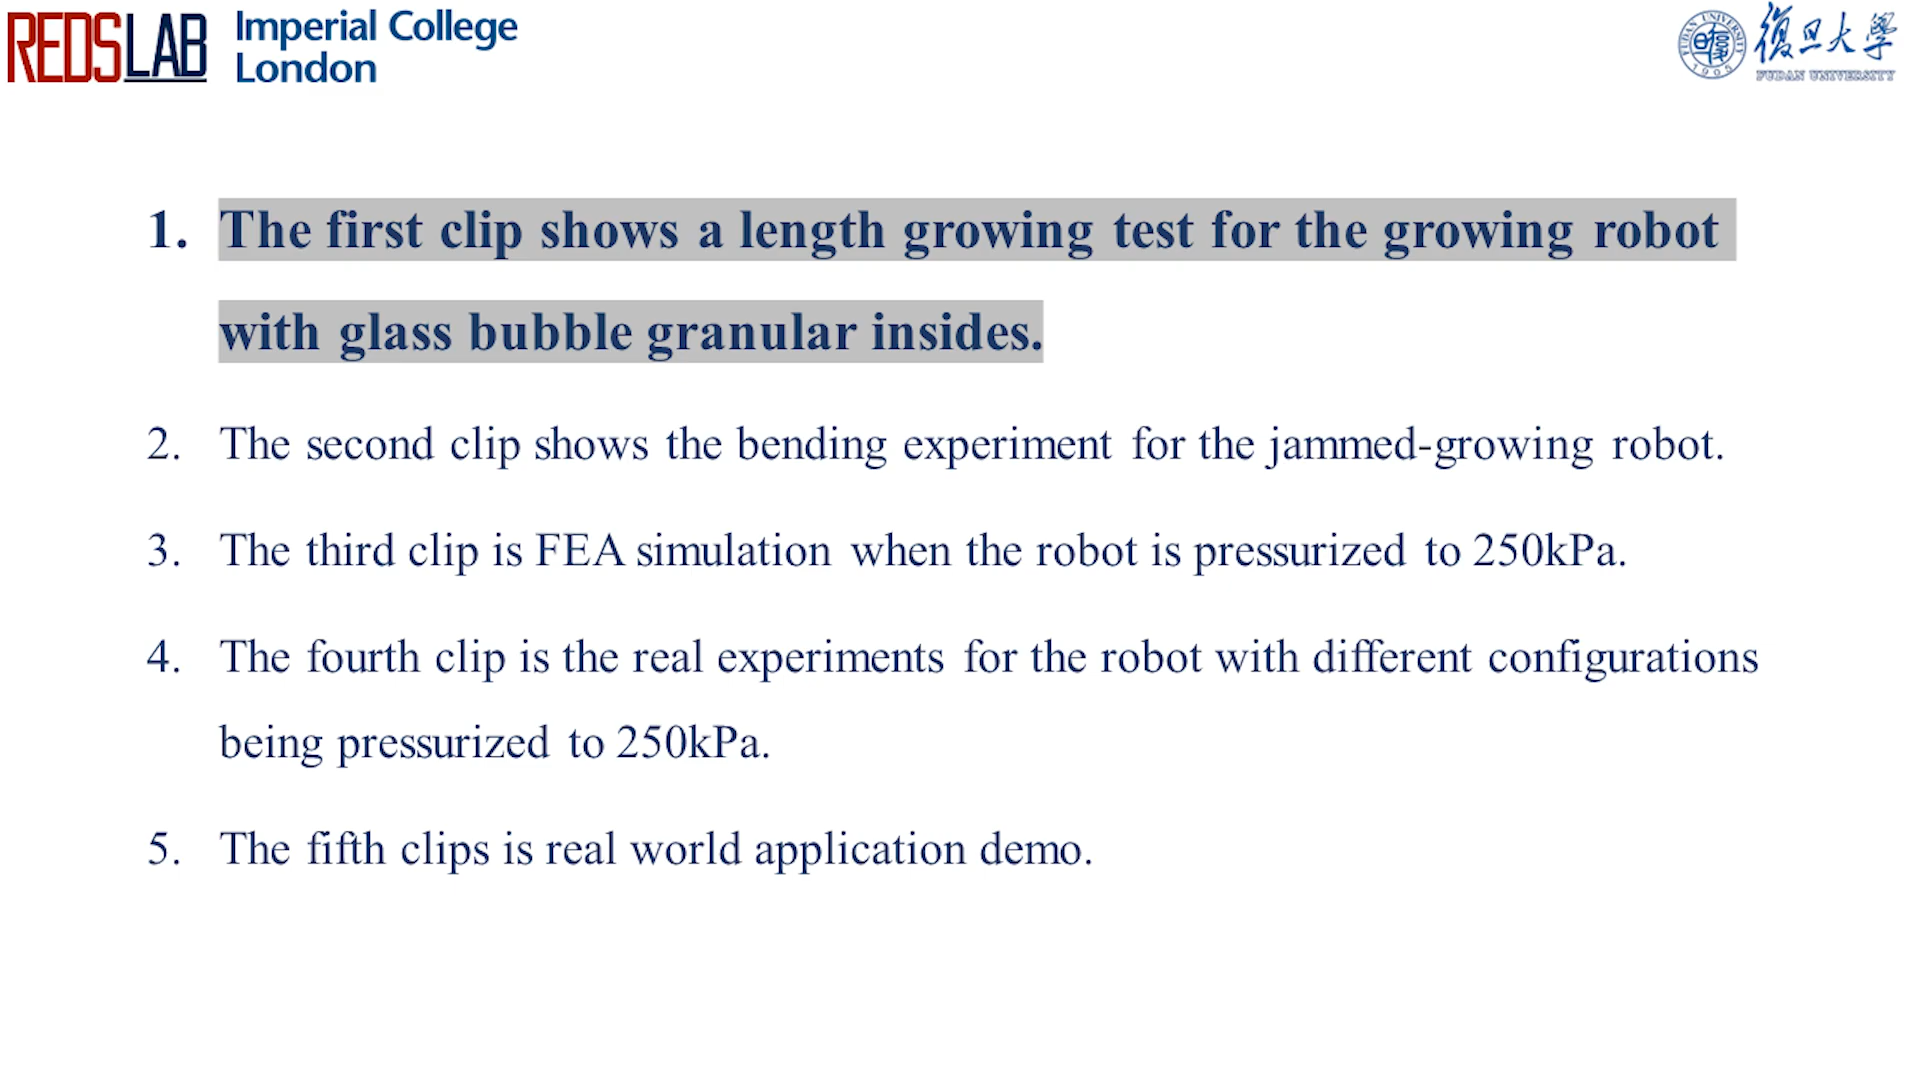 REDSLAB Imperial College
London
復旦大學
FUDAN UNIVERSITY
FUDAN UNIVERSITY
1905
1. The first clip shows a length growing test for the growing robot
with glass bubble granular insides.
2. The second clip shows the bending experiment for the jammed-growing robot.
3. The third clip is FEA simulation when the robot is pressurized to 250kPa.
4. The fourth clip is the real experiments for the robot with different configurations
being pressurized to 250kPa.
5. The fifth clips is real world application demo.